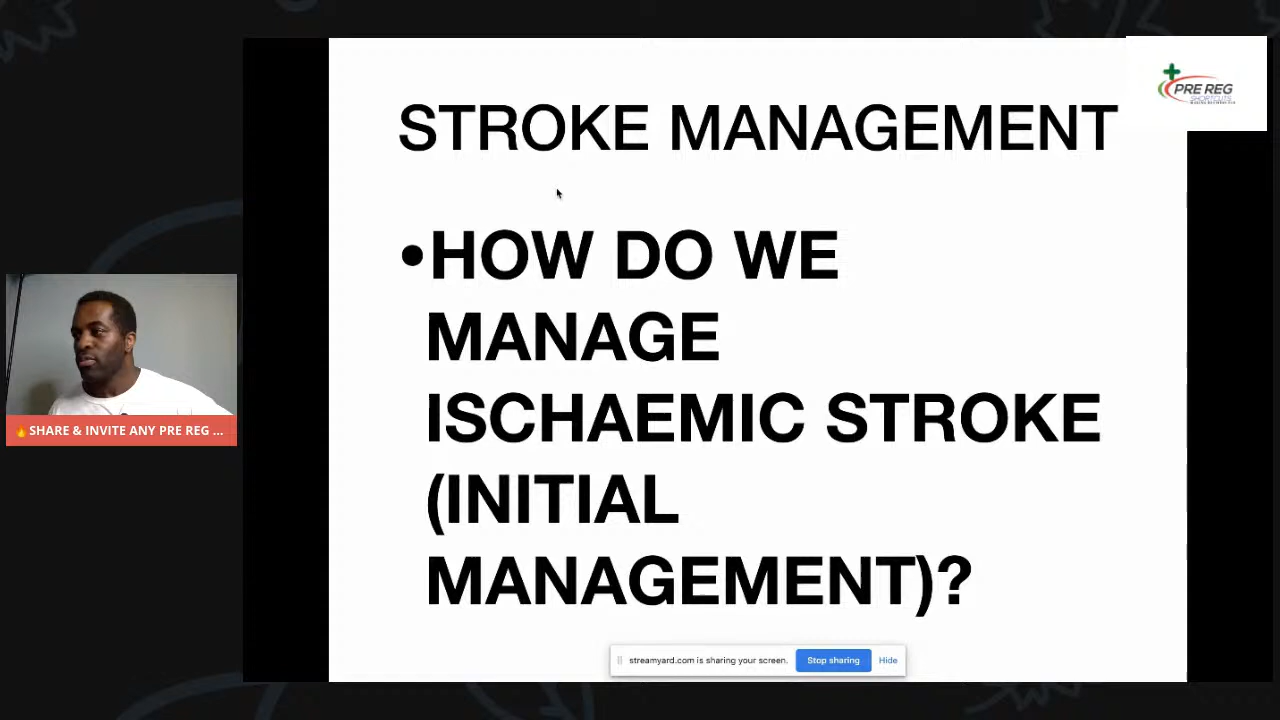 STROKE MANAGEMENT
•HOW DO WE
MANAGE
ISCHAEMIC STROKE
(INITIAL
MANAGEMENT)?
PRE REG
SHORTCUTS
🔥SHARE & INVITE ANY PRE REG ...
streamyard.com is sharing your screen.
Stop sharing
Hide